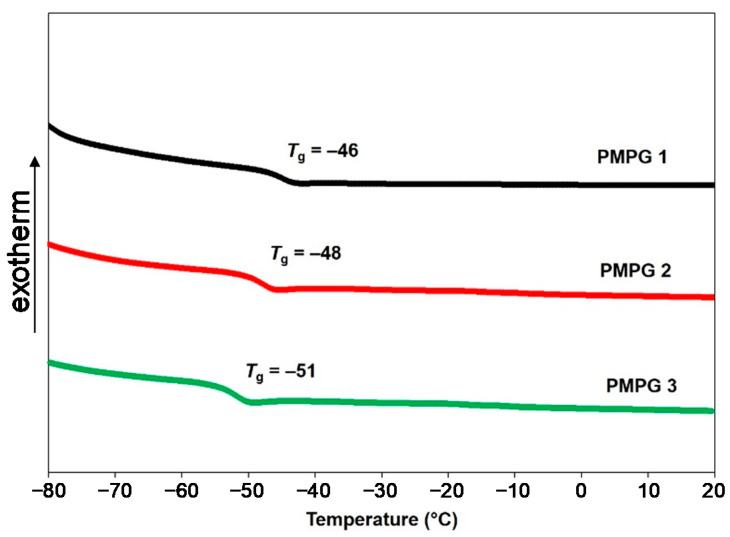 Tg = –46
PMPG 1
exotherm
Tg = –48
PMPG 2
Tg = –51
PMPG 3
–80 –70 –60 –50 –40 –30 –20 –10 0 10 20
Temperature (°C)